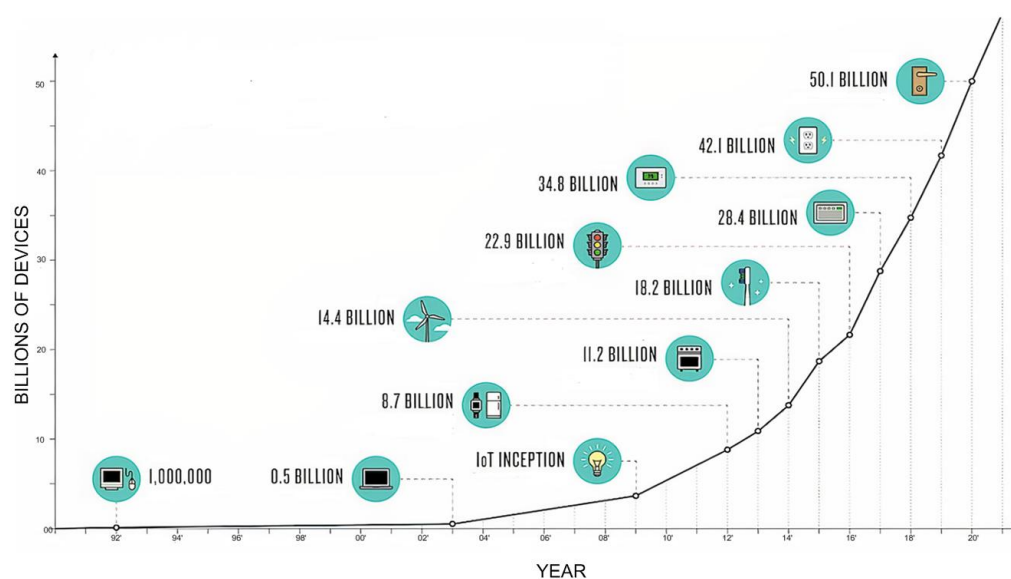 50.1 BILLION
42.1 BILLION
34.8 BILLION
28.4 BILLION
22.9 BILLION
18.2 BILLION
14.4 BILLION
11.2 BILLION
8.7 BILLION
IoT INCEPTION
1,000,000
0.5 BILLION
BILLIONS OF DEVICES
50
40
30
20
10
00
92' 94' 96' 98' 00' 02' 04' 06' 08' 10' 12' 14' 16' 18' 20'
YEAR